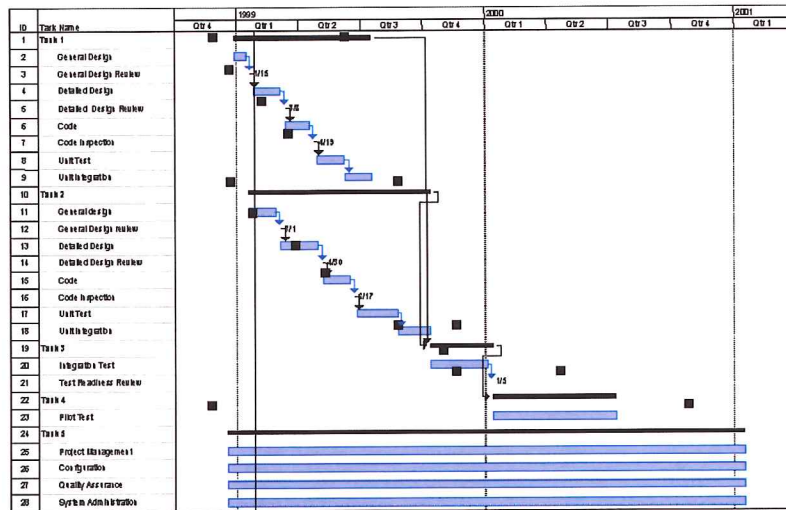 1999 2000 2001
ID Task Name Qtr 4 Qtr 1 Qtr 2 Qtr 3 Qtr 4 Qtr 1 Qtr 2 Qtr 3 Qtr 4 Qtr 1
1 Task 1
2 General Design
3 General Design Review 1/15
4 Detailed Design
5 Detailed Design Review
6 Code
7 Code Inspection 4/19
8 Unit Test
9 Unit Integration
10 Task 2
11 General design
12 General Design review
13 Detailed Design
14 Detailed Design Review 4/30
15 Code
16 Code Inspection 6/17
17 Unit Test
18 Unit Integration
19 Task 3
20 Integration Test
21 Test Readiness Review 1/5
22 Task 4
23 Pilot Test
24 Task 5
25 Project Management
26 Configuration
27 Quality Assurance
28 System Administration